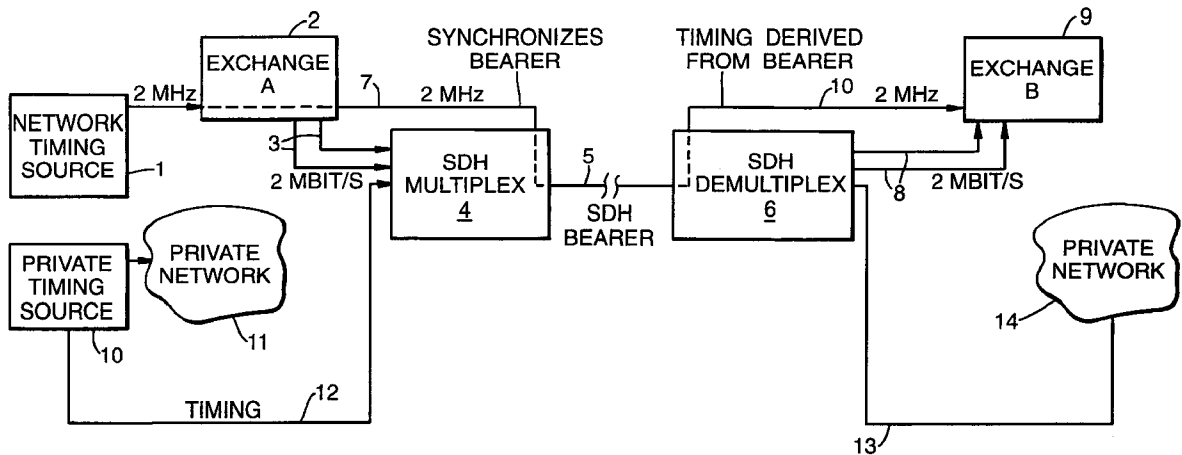 2
9
EXCHANGE
A
SYNCHRONIZES
BEARER
TIMING DERIVED
FROM BEARER
EXCHANGE
B
2 MHz
7
2 MHz
10
2 MHz
NETWORK
TIMING
SOURCE
1
3
2 MBIT/S
SDH
MULTIPLEX
4
5
SDH
BEARER
SDH
DEMULTIPLEX
6
8
2 MBIT/S
PRIVATE
TIMING
SOURCE
10
PRIVATE
NETWORK
11
PRIVATE
NETWORK
14
TIMING
12
13